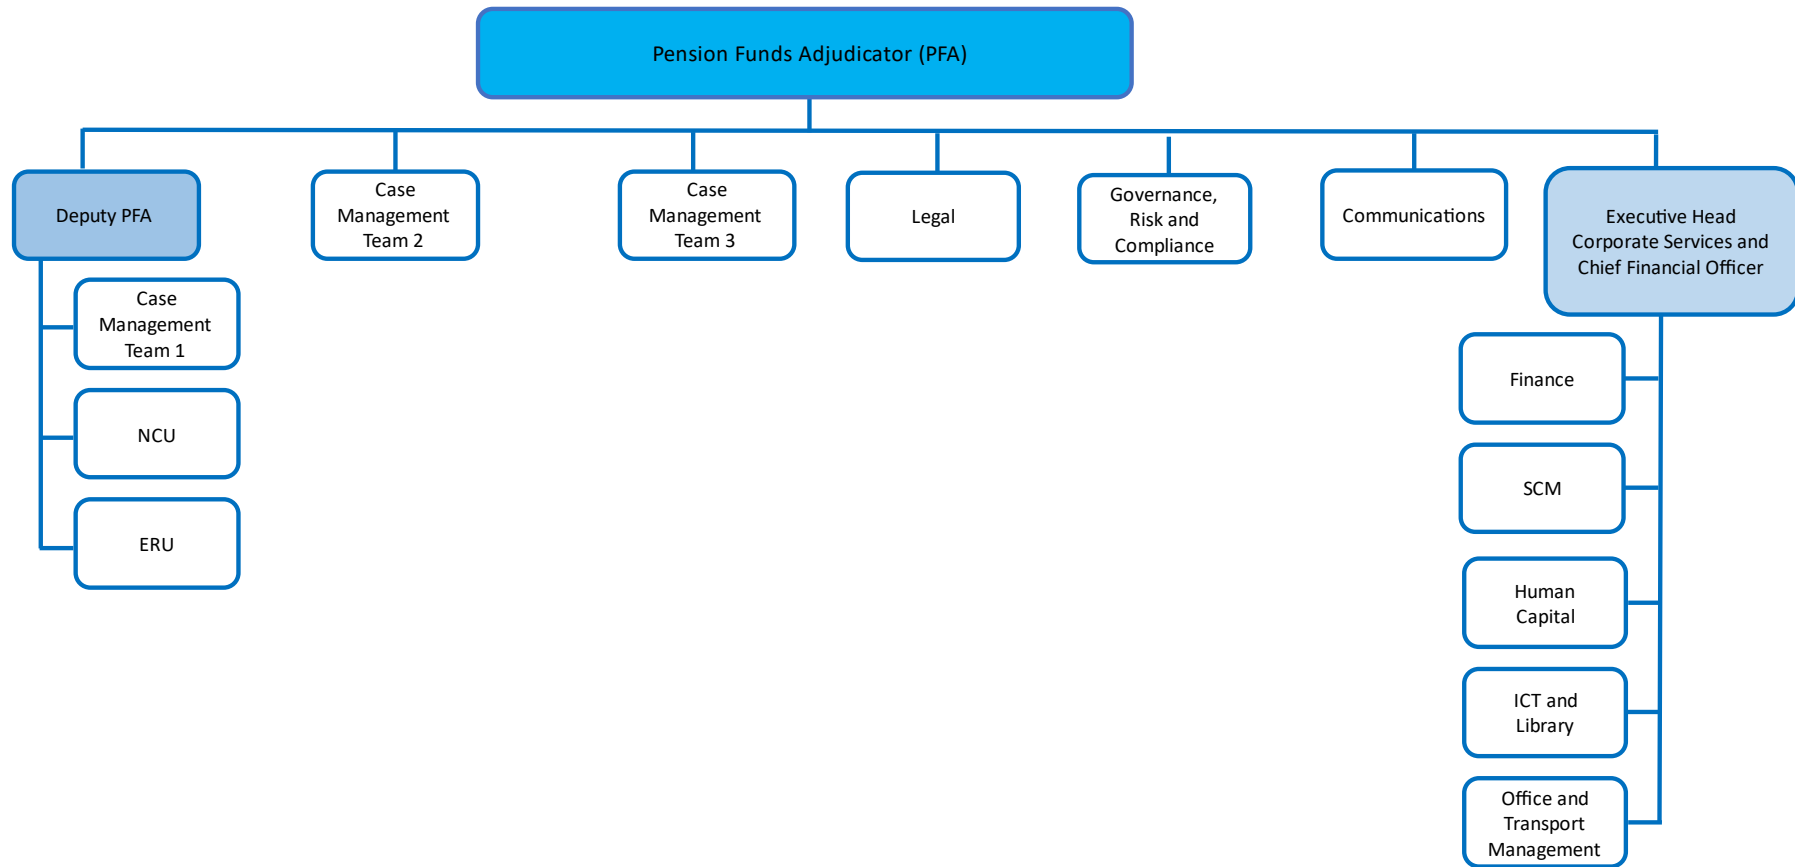 Pension Funds Adjudicator (PFA)
Deputy PFA
Case
Management
Team 2
Case
Management
Team 3
Legal
Governance,
Risk and
Compliance
Communications
Executive Head
Corporate Services and
Chief Financial Officer
Case
Management
Team 1
NCU
ERU
Finance
SCM
Human
Capital
ICT and
Library
Office and
Transport
Management